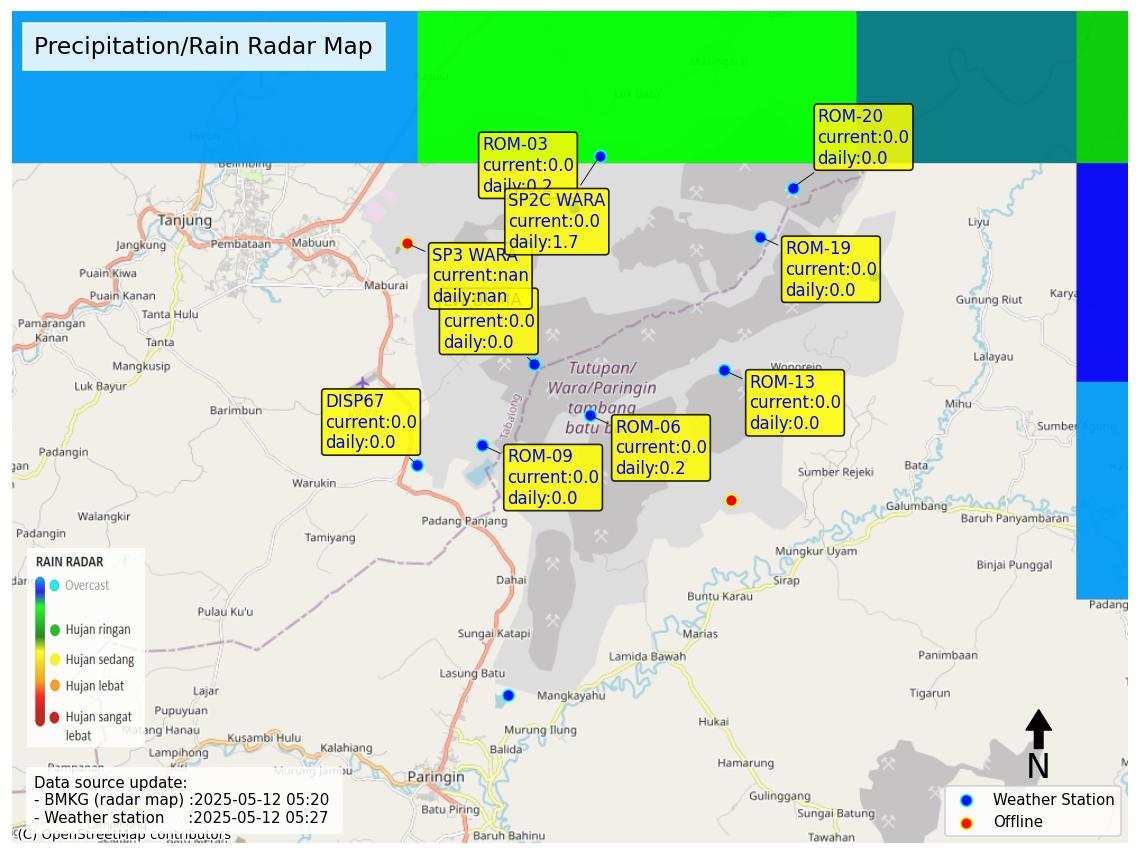 Precipitation/Rain Radar Map
ROM-20
current:0.0
daily:0.0
ROM-03
current:0.0
daily:0.2
SP2C WARA
current:0.0
daily:1.7
Belimbing
Tanjung
Jangkung
Pembataan
Mabuun
Liyu
ROM-19
current:0.0
daily:0.0
SP3 WARA
current:nan
daily:nan
Puain Kiwa
Maburai
Puain Kanan
Gunung Riut
Karya
Tanta Hulu
current:0.0
daily:0.0
Pamarangan
Kanan
Tanta
Mangkusip
Lalayau
Wonorejo
Tutupan/
Wara/Paringin
tambang
batu b
Luk Bayur
ROM-13
current:0.0
daily:0.0
DISP67
current:0.0
daily:0.0
Barimbun
Tabalong
Mihu
ROM-06
current:0.0
daily:0.2
Sumber Agung
ROM-09
current:0.0
daily:0.0
gan
Bata
Sumber Rejeki
Warukin
Galumbang
Walangkir
Padang Panjang
Baruh Panyambaran
Padangin
Tamiyang
Mungkur Uyam
RAIN RADAR
Overcast
Hujan ringan
Hujan sedang
Hujan lebat
Hujan sangat
lebat
Binjai Punggal
Dahai
Sirap
Buntu Karau
Padang
Pulau Ku'u
Sungai Katapi
Marias
Lamida Bawah
Panimbaan
Lasung Batu
Lajar
Mangkayahu
Tigarun
Pupuyuan
Matang Hanau
Hukai
Murung Ilung
Kusambi Hulu
Lampihong
Kiri
Kalahiang
Balida
Hamarung
N
Pampanan
Murung Jambu
Paringin
Data source update:
- BMKG (radar map) :2025-05-12 05:20
- Weather station :2025-05-12 05:27
Gulinggang
Weather Station
Offline
Batu Piring
Sungai Batung
(C) OpenStreetMap contributors
Baruh Bahinu
Tawahan